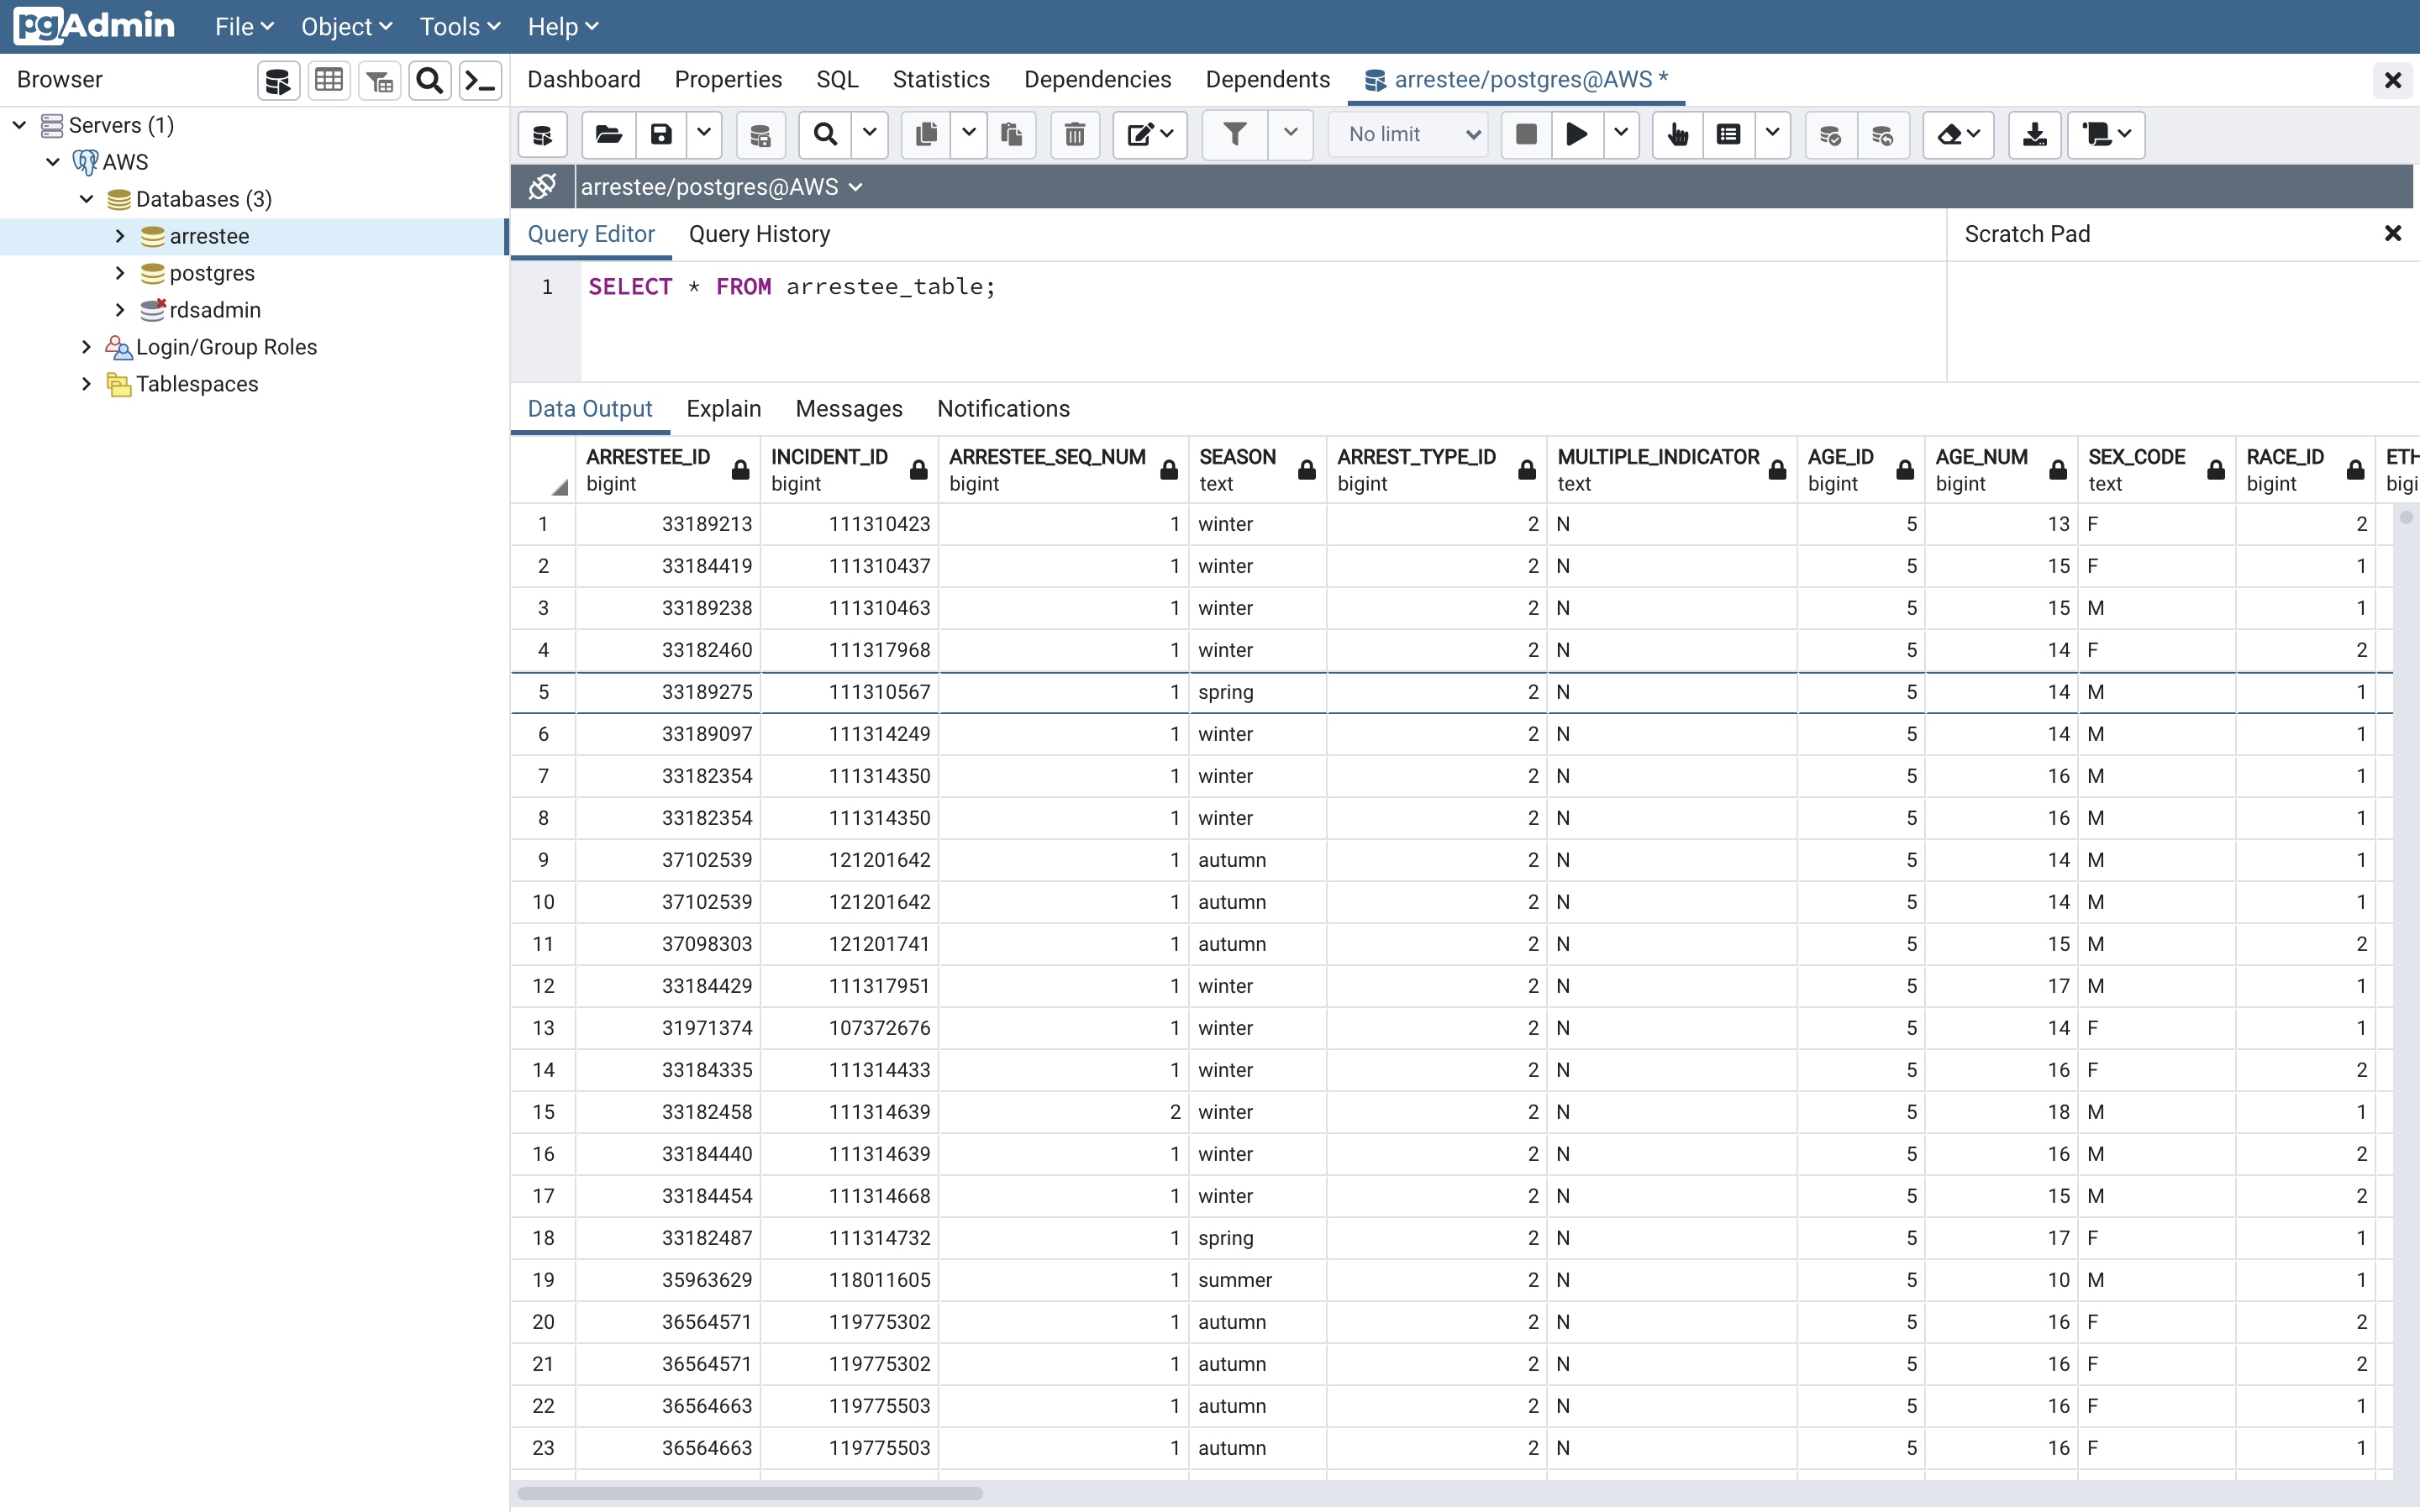 pgAdmin File Object Tools Help
Browser
Servers (1)
AWS
Databases (3)
arrestee
postgres
rdsadmin
Login/Group Roles
Tablespaces
Dashboard Properties SQL Statistics Dependencies Dependents arrestee/postgres@AWS *
No limit
arrestee/postgres@AWS
Query Editor Query History Scratch Pad
1 SELECT * FROM arrestee_table;
Data Output Explain Messages Notifications
ARRESTEE_ID INCIDENT_ID ARRESTEE_SEQ_NUM SEASON ARREST_TYPE_ID MULTIPLE_INDICATOR AGE_ID AGE_NUM SEX_CODE RACE_ID ETH
bigint bigint bigint text bigint text bigint bigint text bigint bigi
1 33189213 111310423 1 winter 2 N 5 13 F 2
2 33184419 111310437 1 winter 2 N 5 15 F 1
3 33189238 111310463 1 winter 2 N 5 15 M 1
4 33182460 111317968 1 winter 2 N 5 14 F 2
5 33189275 111310567 1 spring 2 N 5 14 M 1
6 33189097 111314249 1 winter 2 N 5 14 M 1
7 33182354 111314350 1 winter 2 N 5 16 M 1
8 33182354 111314350 1 winter 2 N 5 16 M 1
9 37102539 121201642 1 autumn 2 N 5 14 M 1
10 37102539 121201642 1 autumn 2 N 5 14 M 1
11 37098303 121201741 1 autumn 2 N 5 15 M 2
12 33184429 111317951 1 winter 2 N 5 17 M 1
13 31971374 107372676 1 winter 2 N 5 14 F 1
14 33184335 111314433 1 winter 2 N 5 16 F 2
15 33182458 111314639 2 winter 2 N 5 18 M 1
16 33184440 111314639 1 winter 2 N 5 16 M 2
17 33184454 111314668 1 winter 2 N 5 15 M 2
18 33182487 111314732 1 spring 2 N 5 17 F 1
19 35963629 118011605 1 summer 2 N 5 10 M 1
20 36564571 119775302 1 autumn 2 N 5 16 F 2
21 36564571 119775302 1 autumn 2 N 5 16 F 2
22 36564663 119775503 1 autumn 2 N 5 16 F 1
23 36564663 119775503 1 autumn 2 N 5 16 F 1